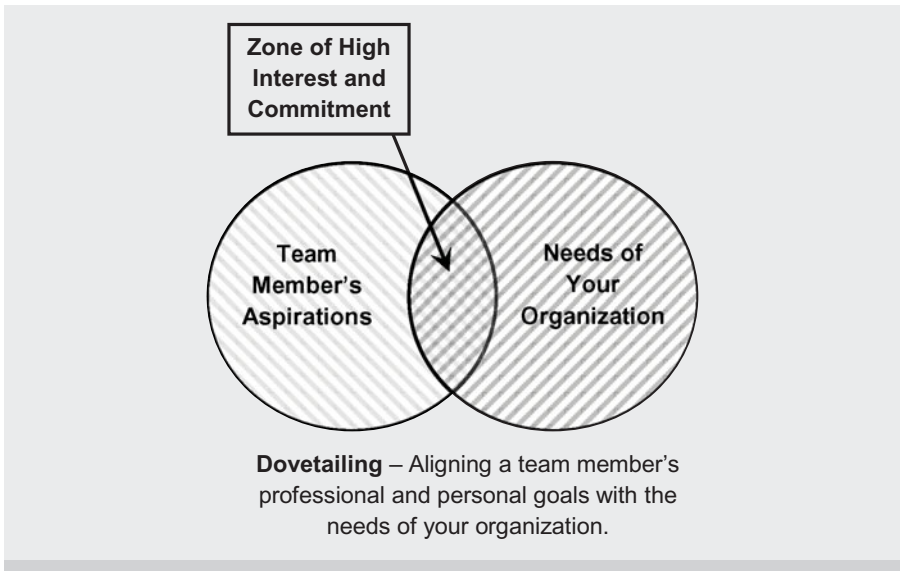 Zone of High
Interest and
Commitment
Team
Member’s
Aspirations
Needs of
Your
Organization
Dovetailing – Aligning a team member’s
professional and personal goals with the
needs of your organization.